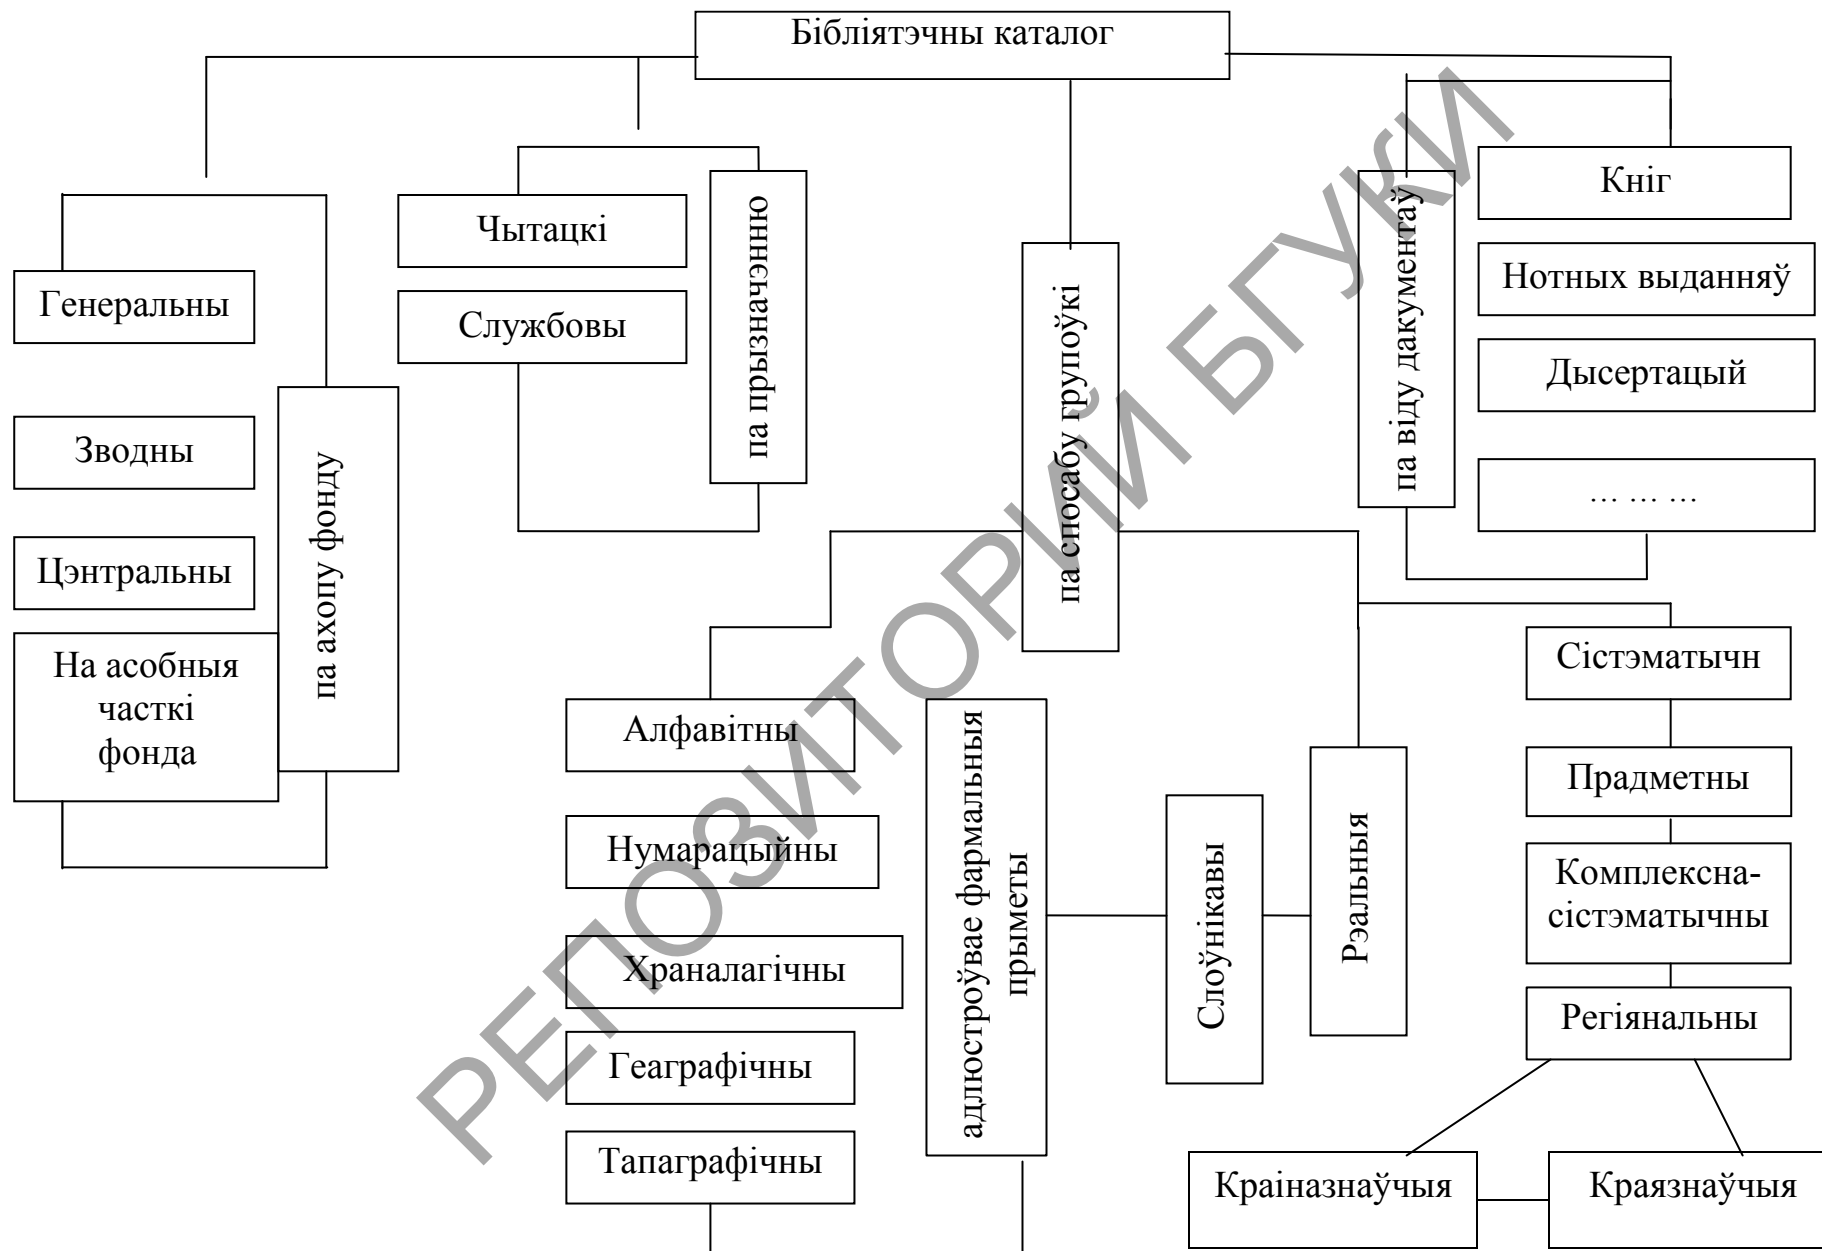 Бібліятэчны каталог
Генеральны
Зводны
Цэнтральны
На асобныя
часткі
фонда
па ахопу фонду
Чытацкі
Службовы
па прызначэнню
па спосабу групоўкі
па віду дакументаў
Кніг
Нотных выданняў
Дысертацый
... ... ...
Алфавітны
Нумарацыйны
Храналагічны
Геаграфічны
Тапаграфічны
адлюстроўвае фармальныя
прыметы
Слоўнікавы
Рэальныя
Сістэматычн
Прадметны
Комплексна-
сістэматычны
Регіянальны
Краіназнаўчыя
Краязнаўчыя
РЕПОЗИТОРИЙ БГУКИ